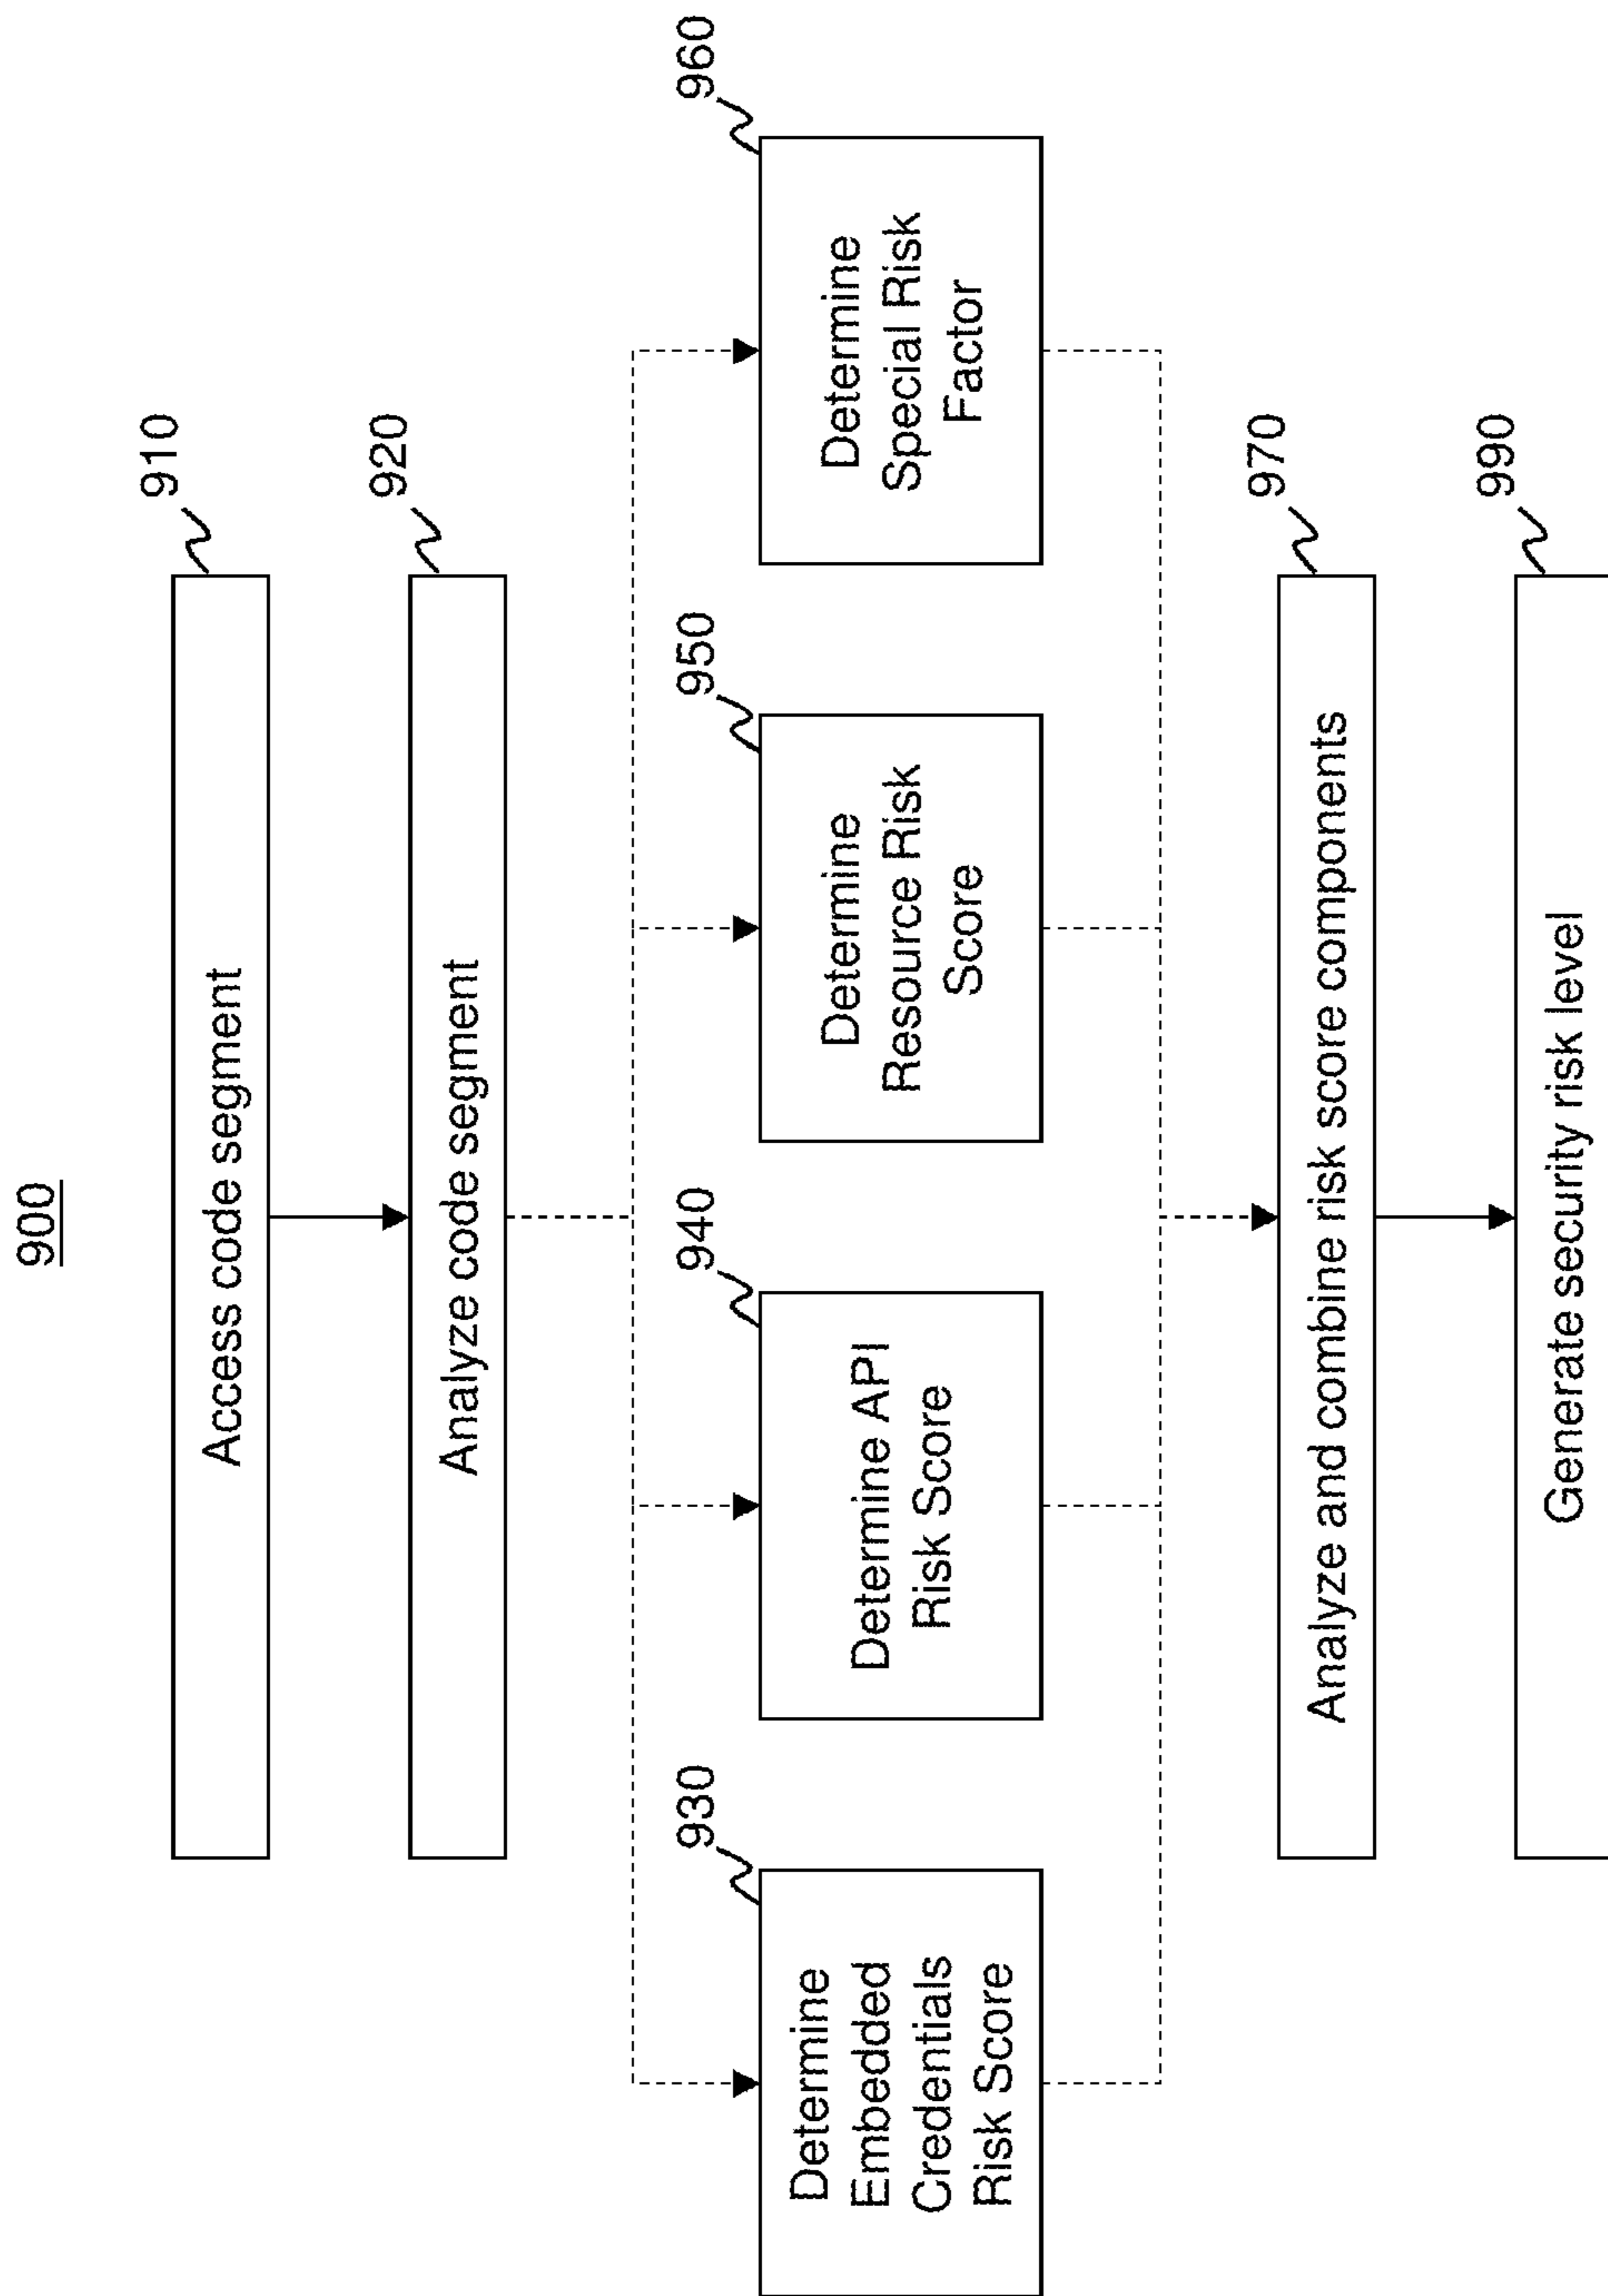 900
910
Access code segment
920
Analyze code segment
930
Determine
Embedded
Credentials
Risk Score
940
Determine API
Risk Score
950
Determine
Resource Risk
Score
960
Determine
Special Risk
Factor
970
Analyze and combine risk score components
990
Generate security risk level